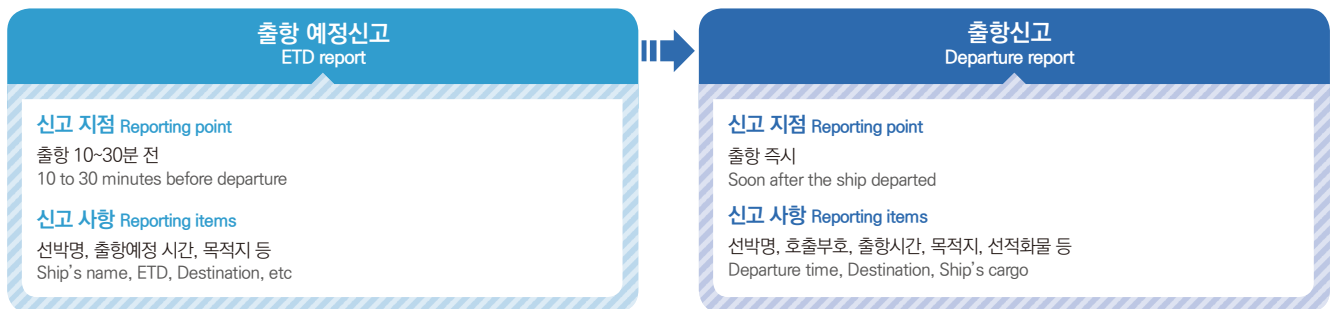 출항 예정신고
ETD report
신고 지점 Reporting point
출항 10~30분 전
10 to 30 minutes before departure
신고 사항 Reporting items
선박명, 출항예정 시간, 목적지 등
Ship's name, ETD, Destination, etc
출항신고
Departure report
신고 지점 Reporting point
출항 즉시
Soon after the ship departed
신고 사항 Reporting items
선박명, 호출부호, 출항시간, 목적지, 선적화물 등
Departure time, Destination, Ship's cargo